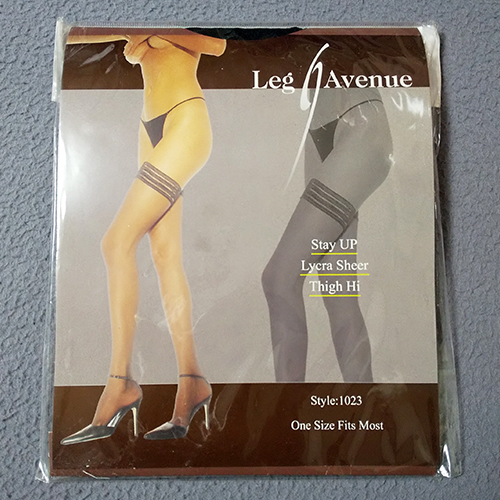 Leg Avenue
Stay UP
Lycra Sheer
Thigh Hi
Style:1023
One Size Fits Most